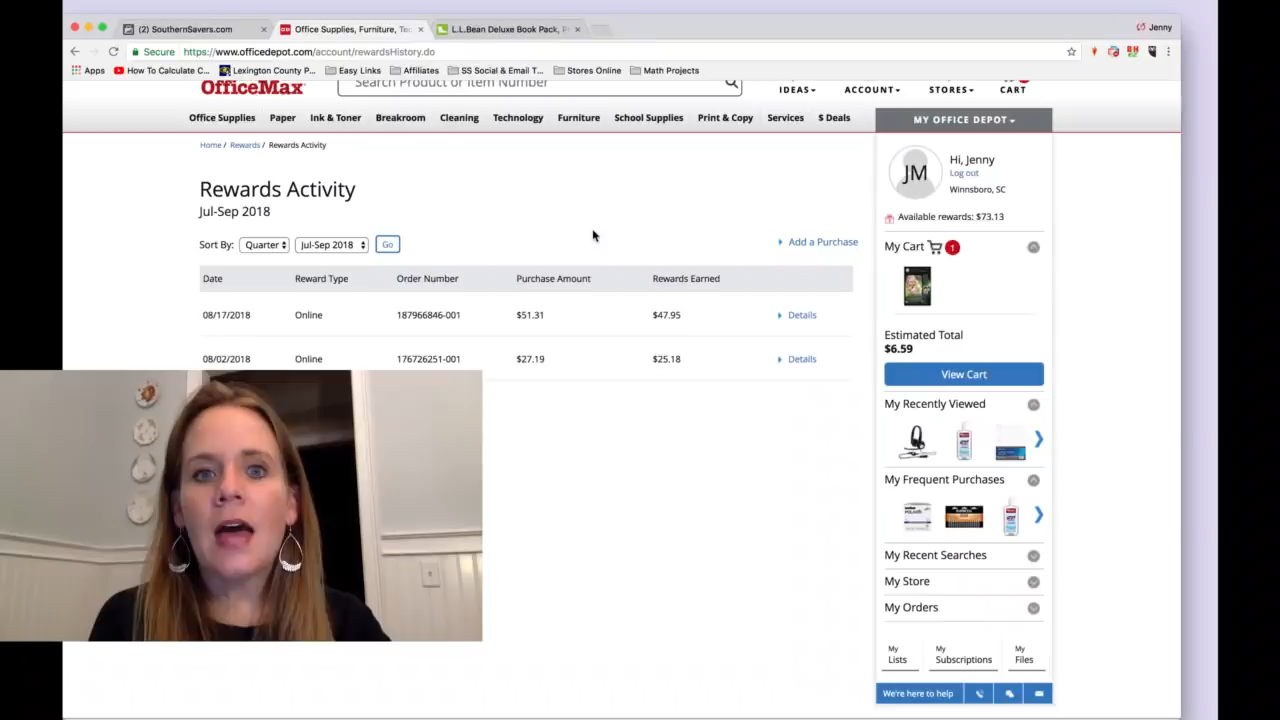 (2) SouthernSavers.com
Office Supplies, Furniture, Tec
L.L.Bean Deluxe Book Pack, P
Jenny
Secure https://www.officedepot.com/account/rewardsHistory.do
Apps How To Calculate C... Lexington County P... Easy Links Affiliates SS Social & Email T... Stores Online Math Projects
OfficeMax Search Product or Item Number IDEAS ACCOUNT STORES CART
Office Supplies Paper Ink & Toner Breakroom Cleaning Technology Furniture School Supplies Print & Copy Services $ Deals
MY OFFICE DEPOT
Home / Rewards / Rewards Activity
Rewards Activity
Jul-Sep 2018
Sort By: Quarter Jul-Sep 2018 Go
Add a Purchase
Date Reward Type Order Number Purchase Amount Rewards Earned
08/17/2018 Online 187966846-001 $51.31 $47.95 Details
08/02/2018 Online 176726251-001 $27.19 $25.18 Details
JM
Hi, Jenny
Log out
Winnsboro, SC
Available rewards: $73.13
My Cart 1
Estimated Total
$6.59
View Cart
My Recently Viewed
My Frequent Purchases
My Recent Searches
My Store
My Orders
My Lists
My Subscriptions
My Files
We're here to help